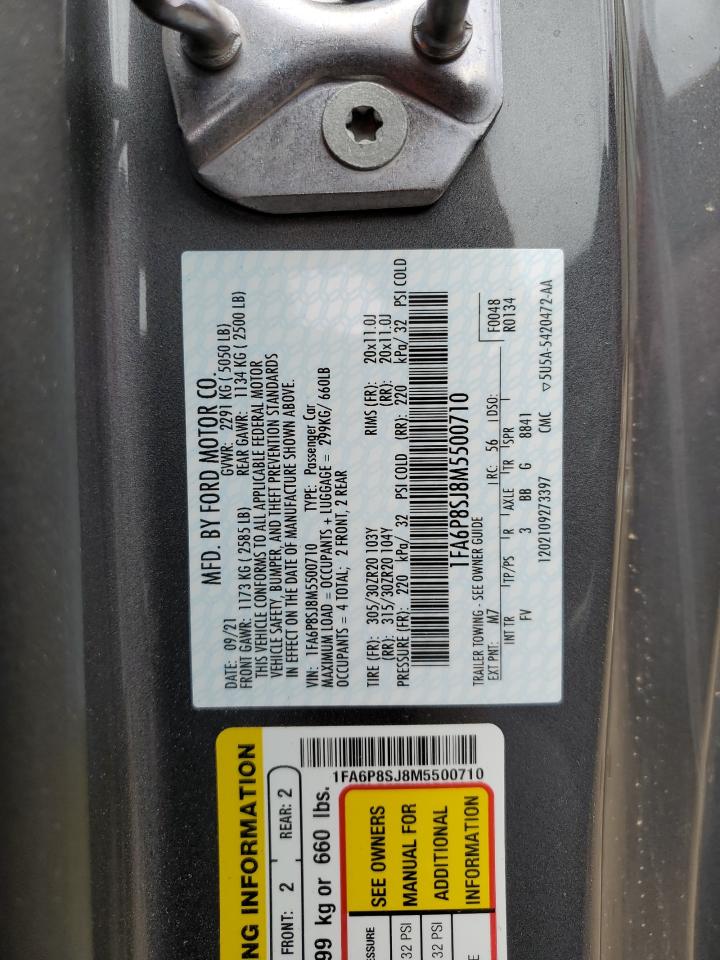 MFD. BY FORD MOTOR CO.
DATE: 09/21 GVWR: 2291 KG ( 5050 LB)
FRONT GAWR: 1173 KG ( 2585 LB) REAR GAWR: 1134 KG ( 2500 LB)
THIS VEHICLE CONFORMS TO ALL APPLICABLE FEDERAL MOTOR
VEHICLE SAFETY, BUMPER, AND THEFT PREVENTION STANDARDS
IN EFFECT ON THE DATE OF MANUFACTURE SHOWN ABOVE.
VIN: 1FA6P8SJ8M5500710 TYPE: Passenger Car
MAXIMUM LOAD = OCCUPANTS + LUGGAGE = 299KG/ 660LB
OCCUPANTS = 4 TOTAL; 2 FRONT, 2 REAR
TIRE (FR): 305/30ZR20 103Y RIMS (FR): 20x11.0J
(RR): 315/30ZR20 104Y (RR): 20x11.0J
PRESSURE (FR): 220 kPa/ 32 PSI COLD (RR): 220 kPa/ 32 PSI COLD
1FA6P8SJ8M5500710
TRAILER TOWING - SEE OWNER GUIDE
EXT PNT: M7 RC: 56 DSO: F0048
R0134
INT TR TP/PS R AXLE TR SPR
FV 3 BB G 8841
1202109273397 CMC ▽5U5A-5420472-AA
NG INFORMATION
FRONT: 2 REAR: 2
99 kg or 660 lbs.
1FA6P8SJ8M5500710
SEE OWNERS
MANUAL FOR
ADDITIONAL
INFORMATION
ESSURE
32 PSI
32 PSI
E